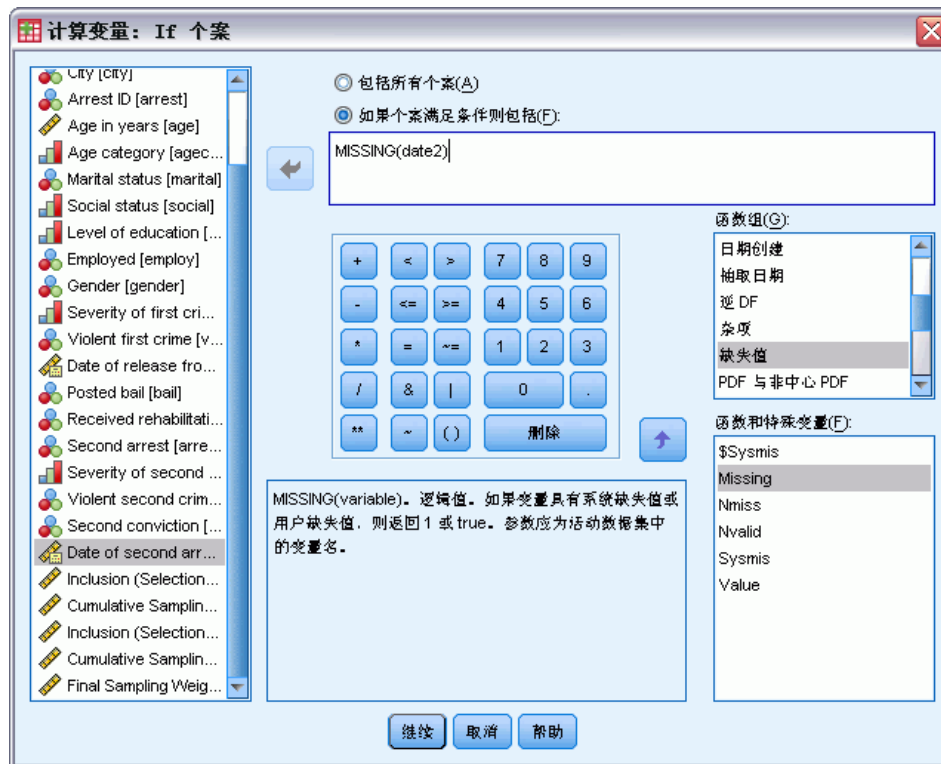 计算变量: If 个案
City [city]
Arrest ID [arrest]
Age in years [age]
Age category [agec...
Marital status [marital]
Social status [social]
Level of education [...
Employed [employ]
Gender [gender]
Severity of first cri...
Violent first crime [v...
Date of release fro...
Posted bail [bail]
Received rehabilitati...
Second arrest [arre...
Severity of second ...
Violent second crim...
Second conviction [...
Date of second arr...
Inclusion (Selection...
Cumulative Samplin...
Inclusion (Selection...
Cumulative Samplin...
Final Sampling Weig...
包括所有个案(A)
如果个案满足条件则包括(F):
MISSING(date2)
+ < > 7 8 9
- <= >= 4 5 6
* = ~= 1 2 3
/ & | 0 .
** ~ () 删除
MISSING(variable)。逻辑值。如果变量具有系统缺失值或
用户缺失值，则返回 1 或 true。参数应为活动数据集中
的变量名。
函数组(G):
日期创建
抽取日期
逆 DF
杂项
缺失值
PDF 与非中心 PDF
函数和特殊变量(F):
$Sysmis
Missing
Nmiss
Nvalid
Sysmis
Value
继续 取消 帮助